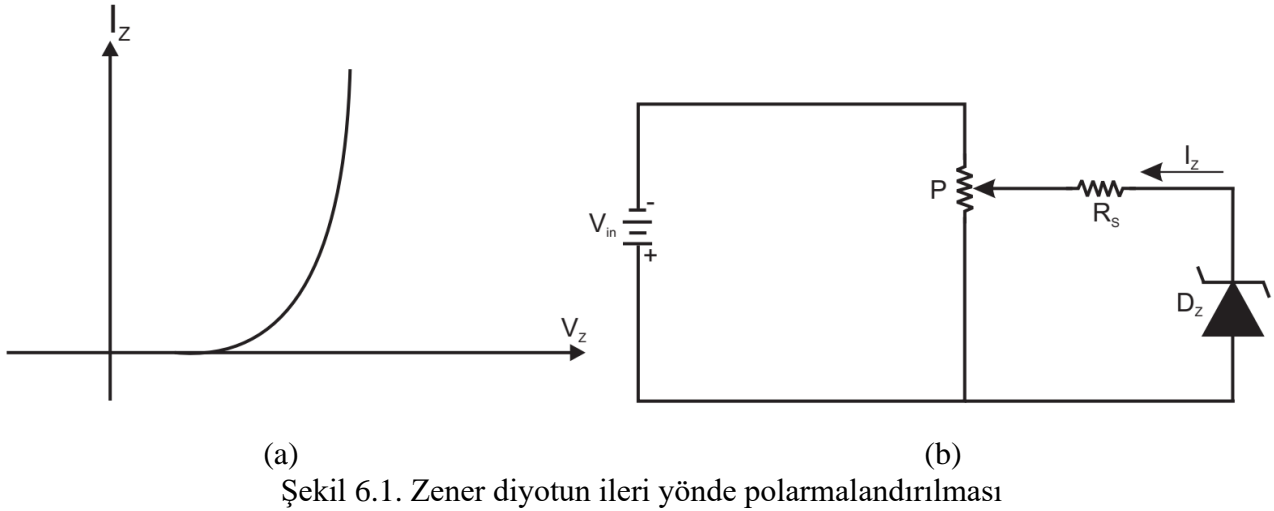 I_Z
V_Z
(a)
V_in
-
+
P
R_S
I_Z
D_Z
(b)
Şekil 6.1. Zener diyotun ileri yönde polarmalandırılması